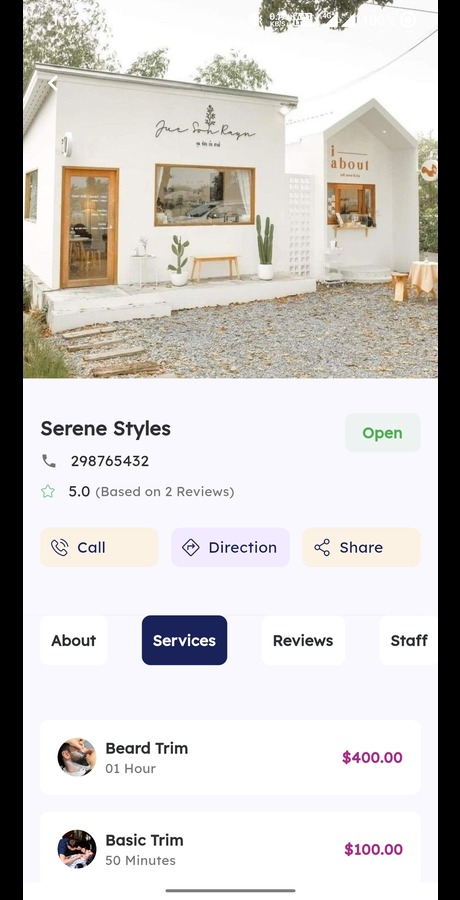 Jue Son Rayn
i
about
Serene Styles
Open
298765432
5.0 (Based on 2 Reviews)
Call
Direction
Share
About
Services
Reviews
Staff
Beard Trim
01 Hour
$400.00
Basic Trim
50 Minutes
$100.00